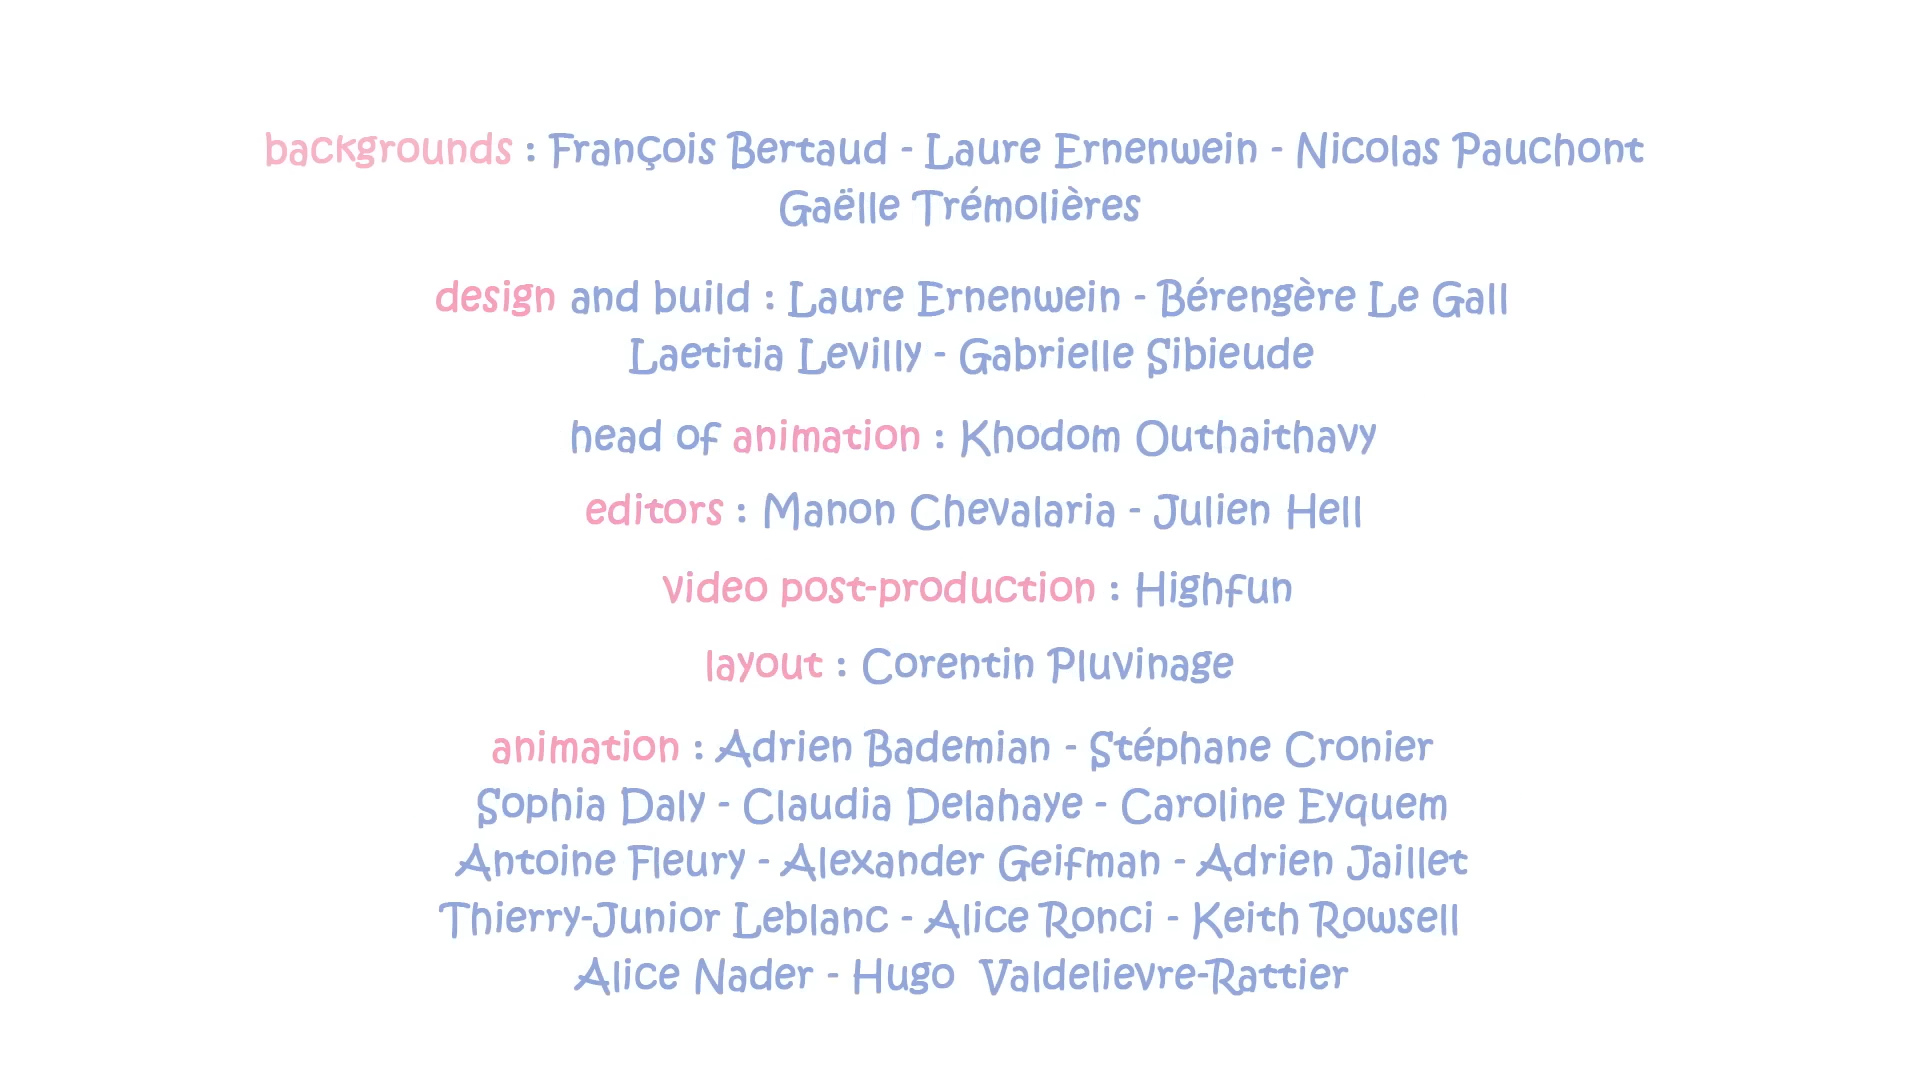 backgrounds : François Bertaud - Laure Ernenwein - Nicolas Pauchont
Gaëlle Trémolières
design and build : Laure Ernenwein - Bérengère Le Gall
Laetitia Levilly - Gabrielle Sibieude
head of animation : Khodom Outhaithavy
editors : Manon Chevalaria - Julien Hell
video post-production : Highfun
layout : Corentin Pluvinage
animation : Adrien Bademian - Stéphane Cronier
Sophia Daly - Claudia Delahaye - Caroline Eyquem
Antoine Fleury - Alexander Geifman - Adrien Jaillet
Thierry-Junior Leblanc - Alice Ronci - Keith Rowsell
Alice Nader - Hugo Valdelievre-Rattier